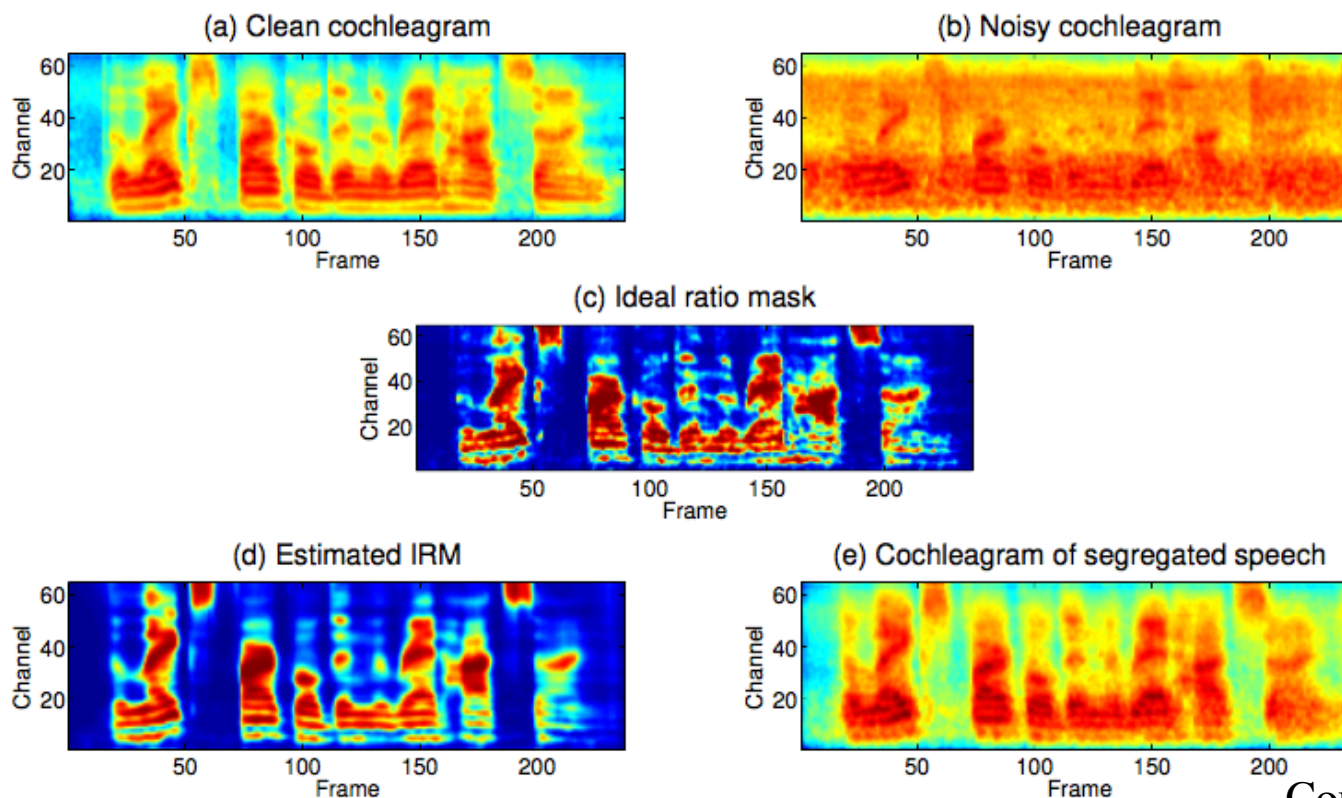 (a) Clean cochleagram
(b) Noisy cochleagram
60
40
20
Channel
50 100 150 200
Frame
60
40
20
Channel
50 100 150 200
Frame
(c) Ideal ratio mask
60
40
20
Channel
50 100 150 200
Frame
(d) Estimated IRM
(e) Cochleagram of segregated speech
60
40
20
Channel
50 100 150 200
Frame
60
40
20
Channel
50 100 150 200
Frame